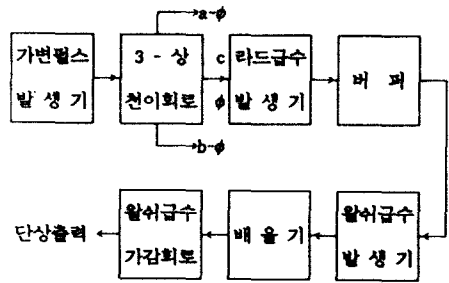 a-ø
가변펄스
발생기
3 - 상
천이회로
c
ø
라드급수
발생기
버 퍼
b-ø
단상출력
왈쉬급수
가감회로
배율기
왈쉬급수
발생기